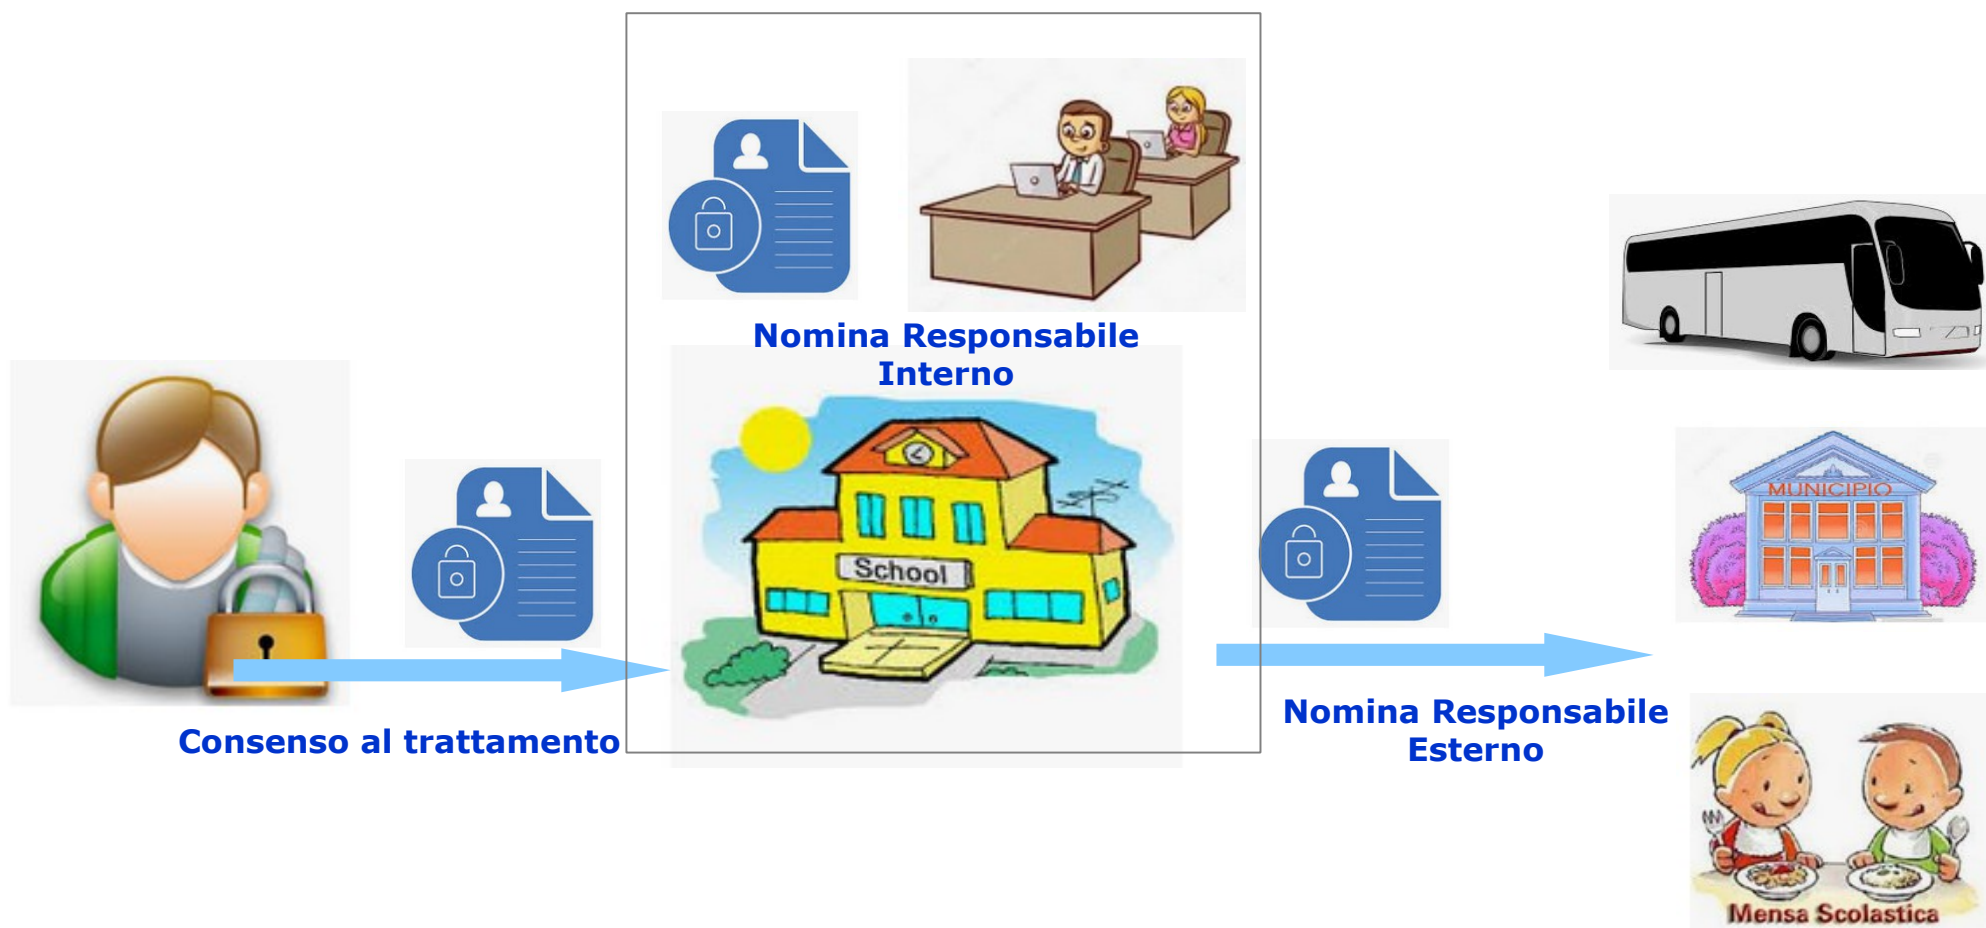 Nomina Responsabile
Interno
School
Consenso al trattamento
MUNICIPIO
Nomina Responsabile
Esterno
Mensa Scolastica